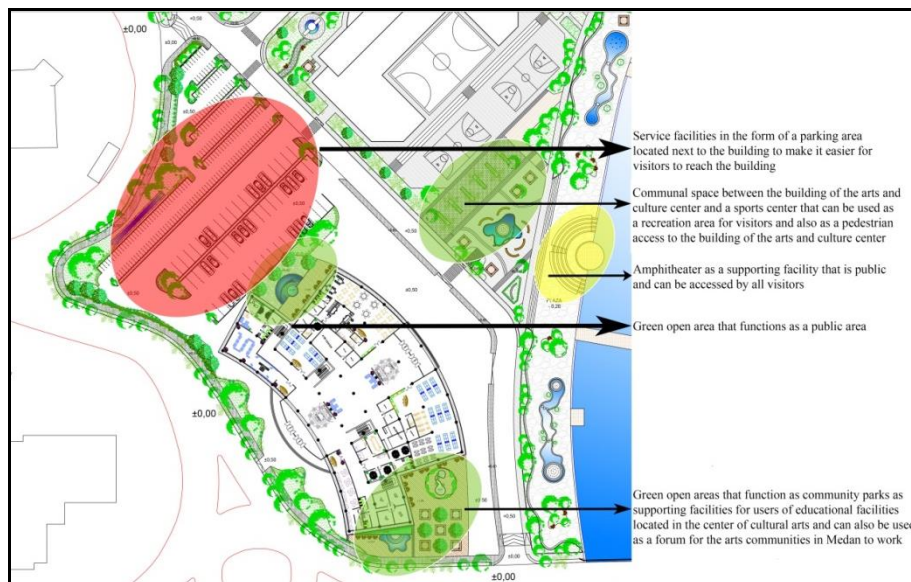 ±0,00
Service facilities in the form of a parking area
located next to the building to make it easier for
visitors to reach the building
Communal space between the building of the arts and
culture center and a sports center that can be used as
a recreation area for visitors and also as a pedestrian
access to the building of the arts and culture center
Amphitheater as a supporting facility that is public
and can be accessed by all visitors
Green open area that functions as a public area
±0,00
Green open areas that function as community parks as
supporting facilities for users of educational facilities
located in the center of cultural arts and can also be used
as a forum for the arts communities in Medan to work
±0,00